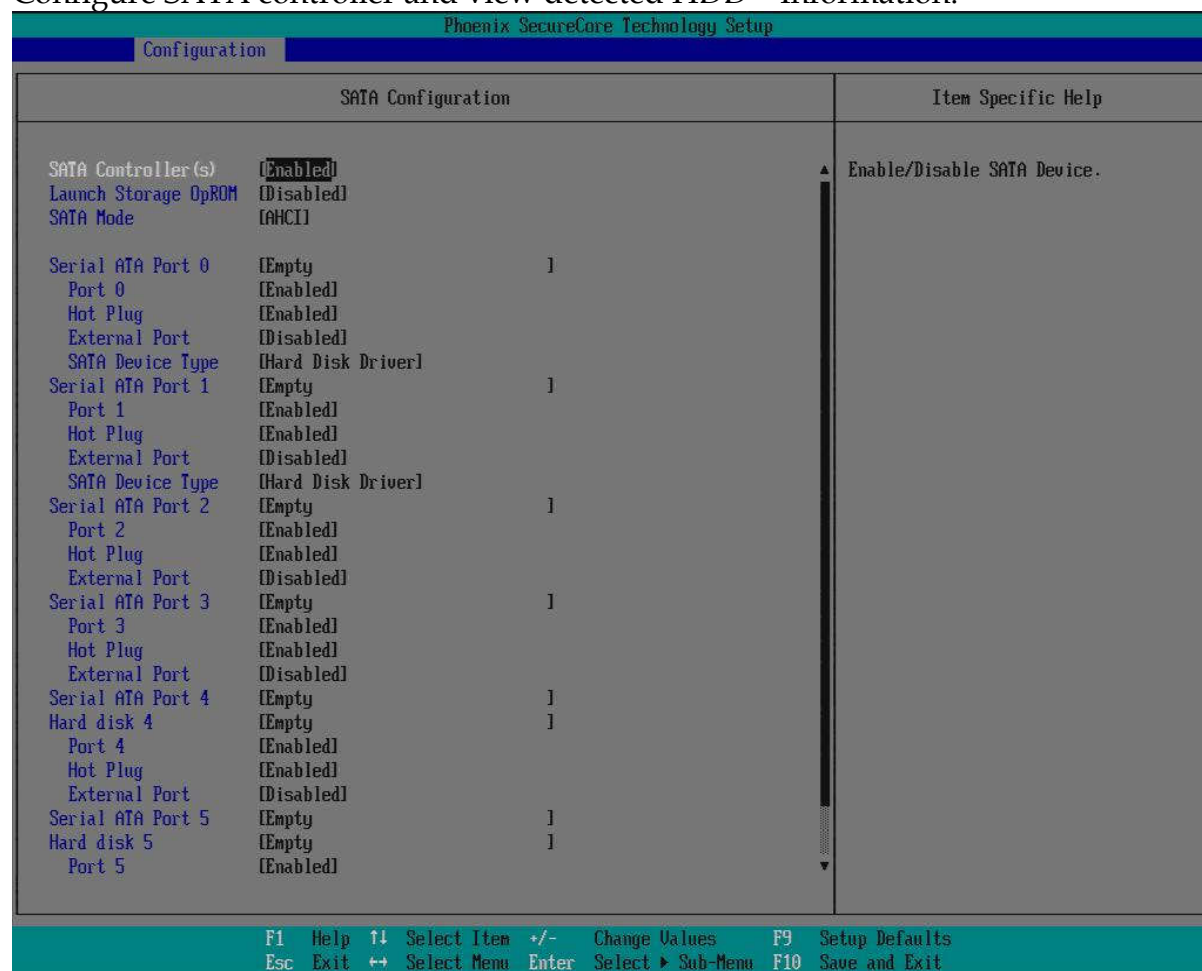 Configure SATA controller and view detected HDD's information.
Phoenix SecureCore Technology Setup
Configuration
SATA Configuration
Item Specific Help
SATA Controller(s) [Enabled]
Enable/Disable SATA Device.
Launch Storage OpROM [Disabled]
SATA Mode [AHCI]
Serial ATA Port 0 [Empty ]
Port 0 [Enabled]
Hot Plug [Enabled]
External Port [Disabled]
SATA Device Type [Hard Disk Driver]
Serial ATA Port 1 [Empty ]
Port 1 [Enabled]
Hot Plug [Enabled]
External Port [Disabled]
SATA Device Type [Hard Disk Driver]
Serial ATA Port 2 [Empty ]
Port 2 [Enabled]
Hot Plug [Enabled]
External Port [Disabled]
Serial ATA Port 3 [Empty ]
Port 3 [Enabled]
Hot Plug [Enabled]
External Port [Disabled]
Serial ATA Port 4 [Empty ]
Hard disk 4 [Empty ]
Port 4 [Enabled]
Hot Plug [Enabled]
External Port [Disabled]
Serial ATA Port 5 [Empty ]
Hard disk 5 [Empty ]
Port 5 [Enabled]
F1 Help ↑↓ Select Item +/- Change Values F9 Setup Defaults
Esc Exit ↔ Select Menu Enter Select ▶ Sub-Menu F10 Save and Exit